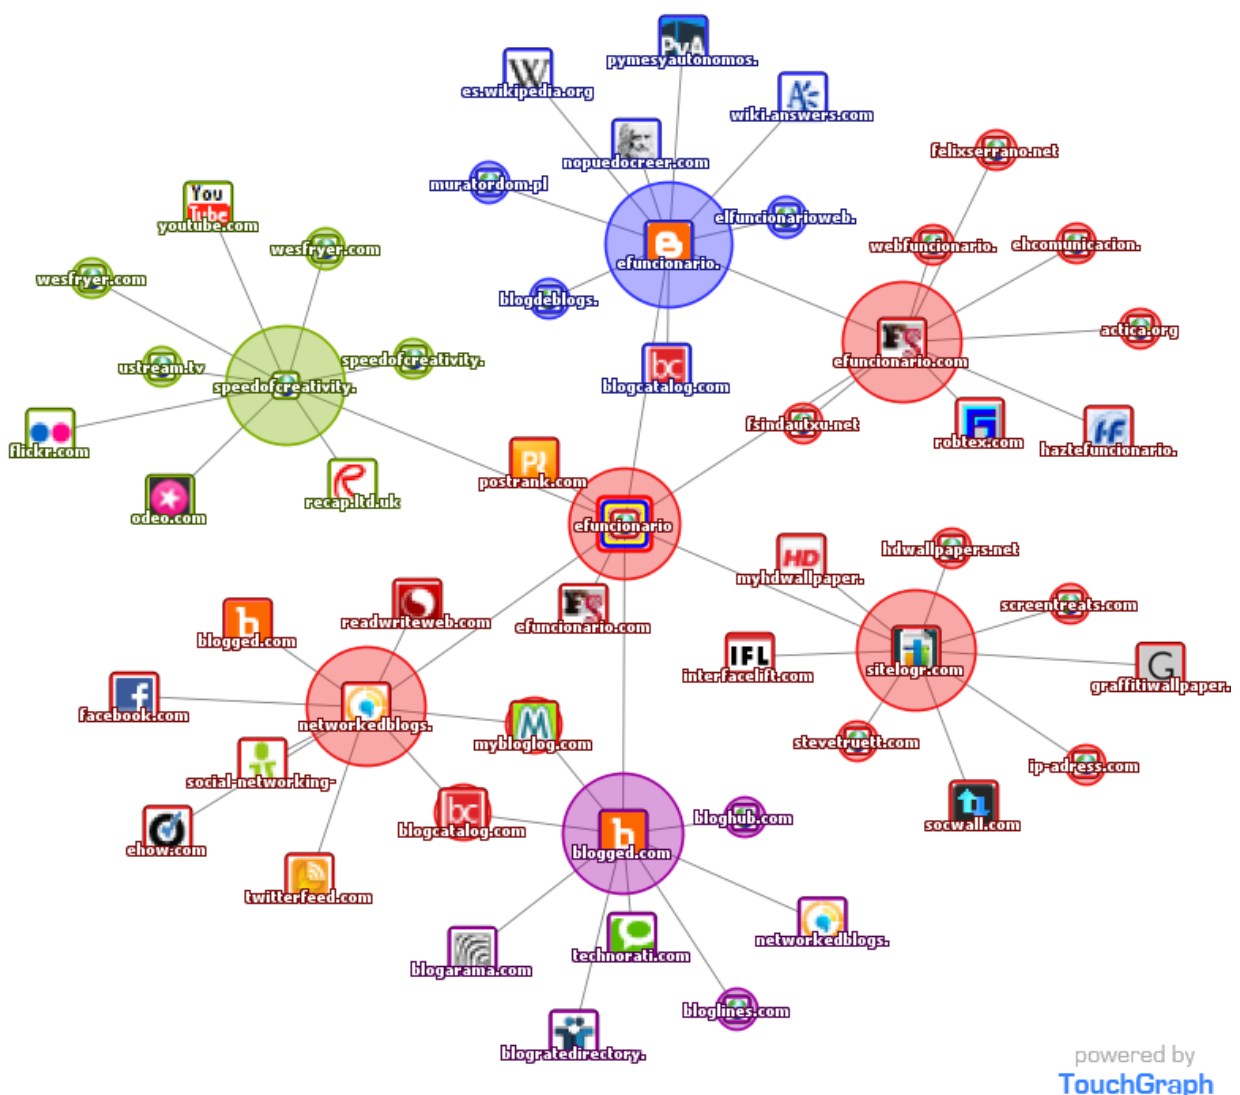 pymesyautonomos.
es.wikipedia.org
wiki.answers.com
nopuedocreer.com
muratordom.pl
elfuncionarioweb.
efuncionario.
blogdeblogs.
blogcatalog.com
felixserrano.net
webfuncionario.
ehcomunicacion.
actica.org
efuncionario.com
fsindautxu.net
robtex.com
haztefuncionario.
You
Tube
youtube.com
wesfryer.com
wesfryer.com
ustream.tv
speedofcreativity.
speedofcreativity.
flickr.com
odeo.com
recap.ltd.uk
postrank.com
efuncionario
efuncionario.com
HD
myhdwallpaper.
hdwallpapers.net
screentreats.com
IFL
interfacelift.com
sitelogr.com
G
graffitiwallpaper.
stevetruett.com
ip-adress.com
socwall.com
readwriteweb.com
blogged.com
facebook.com
networkedblogs.
mybloglog.com
social-networking-
blogcatalog.com
ehow.com
twitterfeed.com
bloghub.com
blogged.com
networkedblogs.
technorati.com
blogarama.com
bloglines.com
blogratedirectory.
powered by
TouchGraph